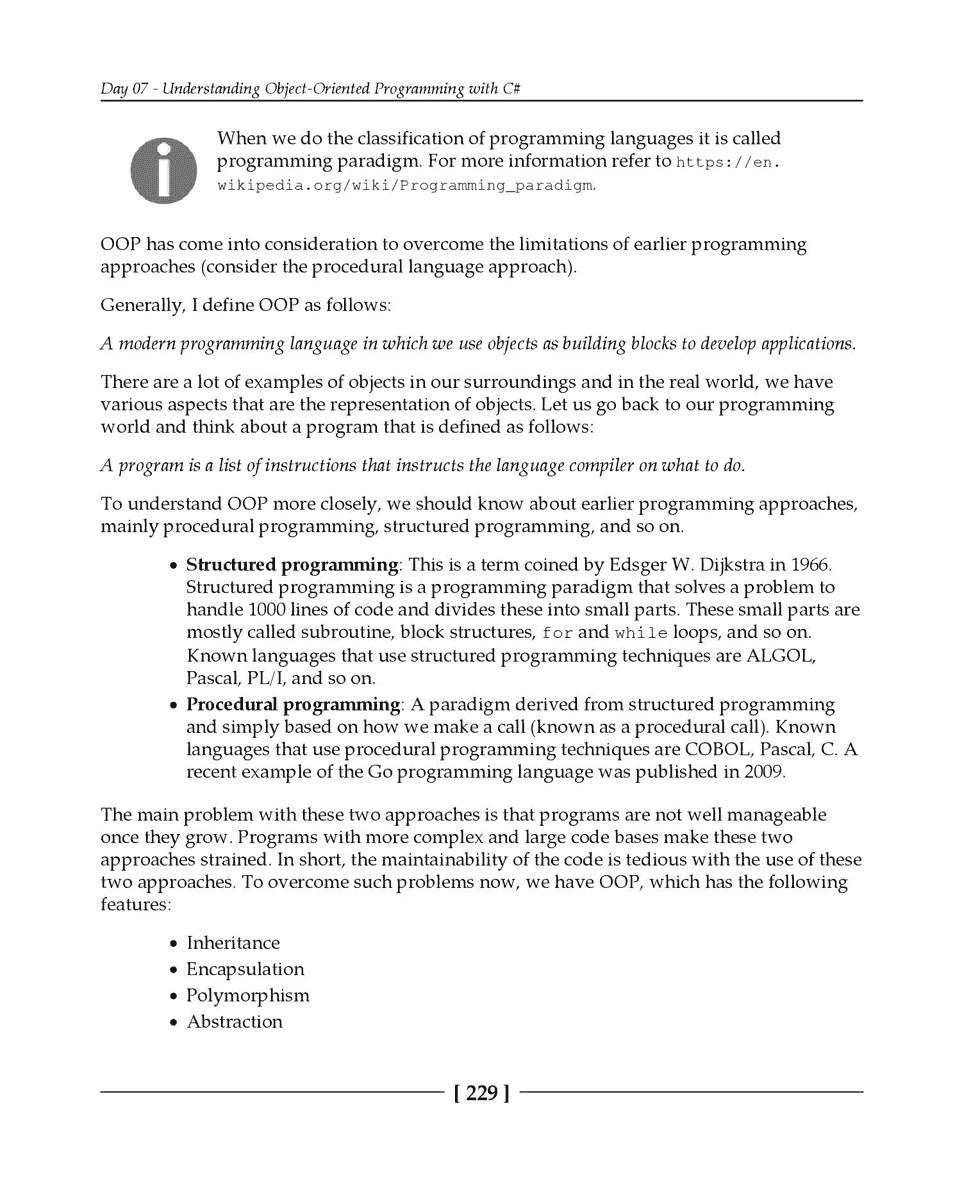 Day 07 - Understanding Object-Oriented Programming with C#
When we do the classification of programming languages it is called
programming paradigm. For more information refer to https://en.
wikipedia.org/wiki/Programming_paradigm.
OOP has come into consideration to overcome the limitations of earlier programming
approaches (consider the procedural language approach).
Generally, I define OOP as follows:
A modern programming language in which we use objects as building blocks to develop applications.
There are a lot of examples of objects in our surroundings and in the real world, we have
various aspects that are the representation of objects. Let us go back to our programming
world and think about a program that is defined as follows:
A program is a list of instructions that instructs the language compiler on what to do.
To understand OOP more closely, we should know about earlier programming approaches,
mainly procedural programming, structured programming, and so on.
• Structured programming: This is a term coined by Edsger W. Dijkstra in 1966.
Structured programming is a programming paradigm that solves a problem to
handle 1000 lines of code and divides these into small parts. These small parts are
mostly called subroutine, block structures, for and while loops, and so on.
Known languages that use structured programming techniques are ALGOL,
Pascal, PL/I, and so on.
• Procedural programming: A paradigm derived from structured programming
and simply based on how we make a call (known as a procedural call). Known
languages that use procedural programming techniques are COBOL, Pascal, C. A
recent example of the Go programming language was published in 2009.
The main problem with these two approaches is that programs are not well manageable
once they grow. Programs with more complex and large code bases make these two
approaches strained. In short, the maintainability of the code is tedious with the use of these
two approaches. To overcome such problems now, we have OOP, which has the following
features:
• Inheritance
• Encapsulation
• Polymorphism
• Abstraction
[ 229 ]